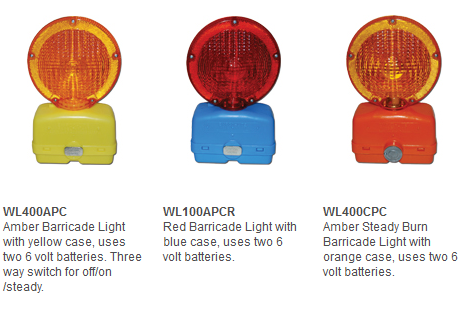 WL400APC
Amber Barricade Light
with yellow case, uses
two 6 volt batteries. Three
way switch for off/on
/steady.
WL100APCR
Red Barricade Light with
blue case, uses two 6
volt batteries.
WL400CPC
Amber Steady Burn
Barricade Light with
orange case, uses two 6
volt batteries.